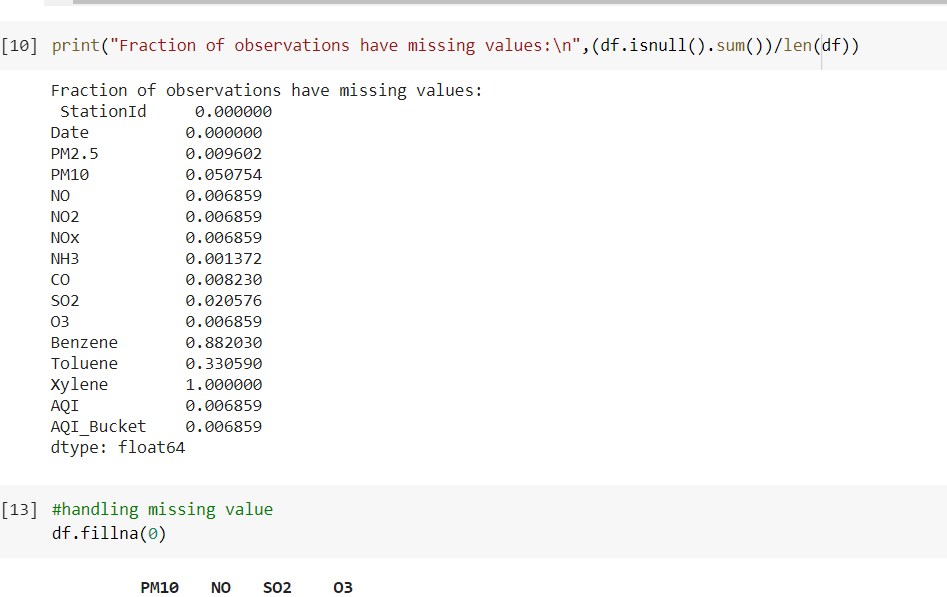 [10] print("Fraction of observations have missing values:\n",(df.isnull().sum())/len(df))
Fraction of observations have missing values:
StationId 0.000000
Date 0.000000
PM2.5 0.009602
PM10 0.050754
NO 0.006859
NO2 0.006859
NOx 0.006859
NH3 0.001372
CO 0.008230
SO2 0.020576
O3 0.006859
Benzene 0.882030
Toluene 0.330590
Xylene 1.000000
AQI 0.006859
AQI_Bucket 0.006859
dtype: float64
[13] #handling missing value
df.fillna(0)
PM10 NO SO2 O3